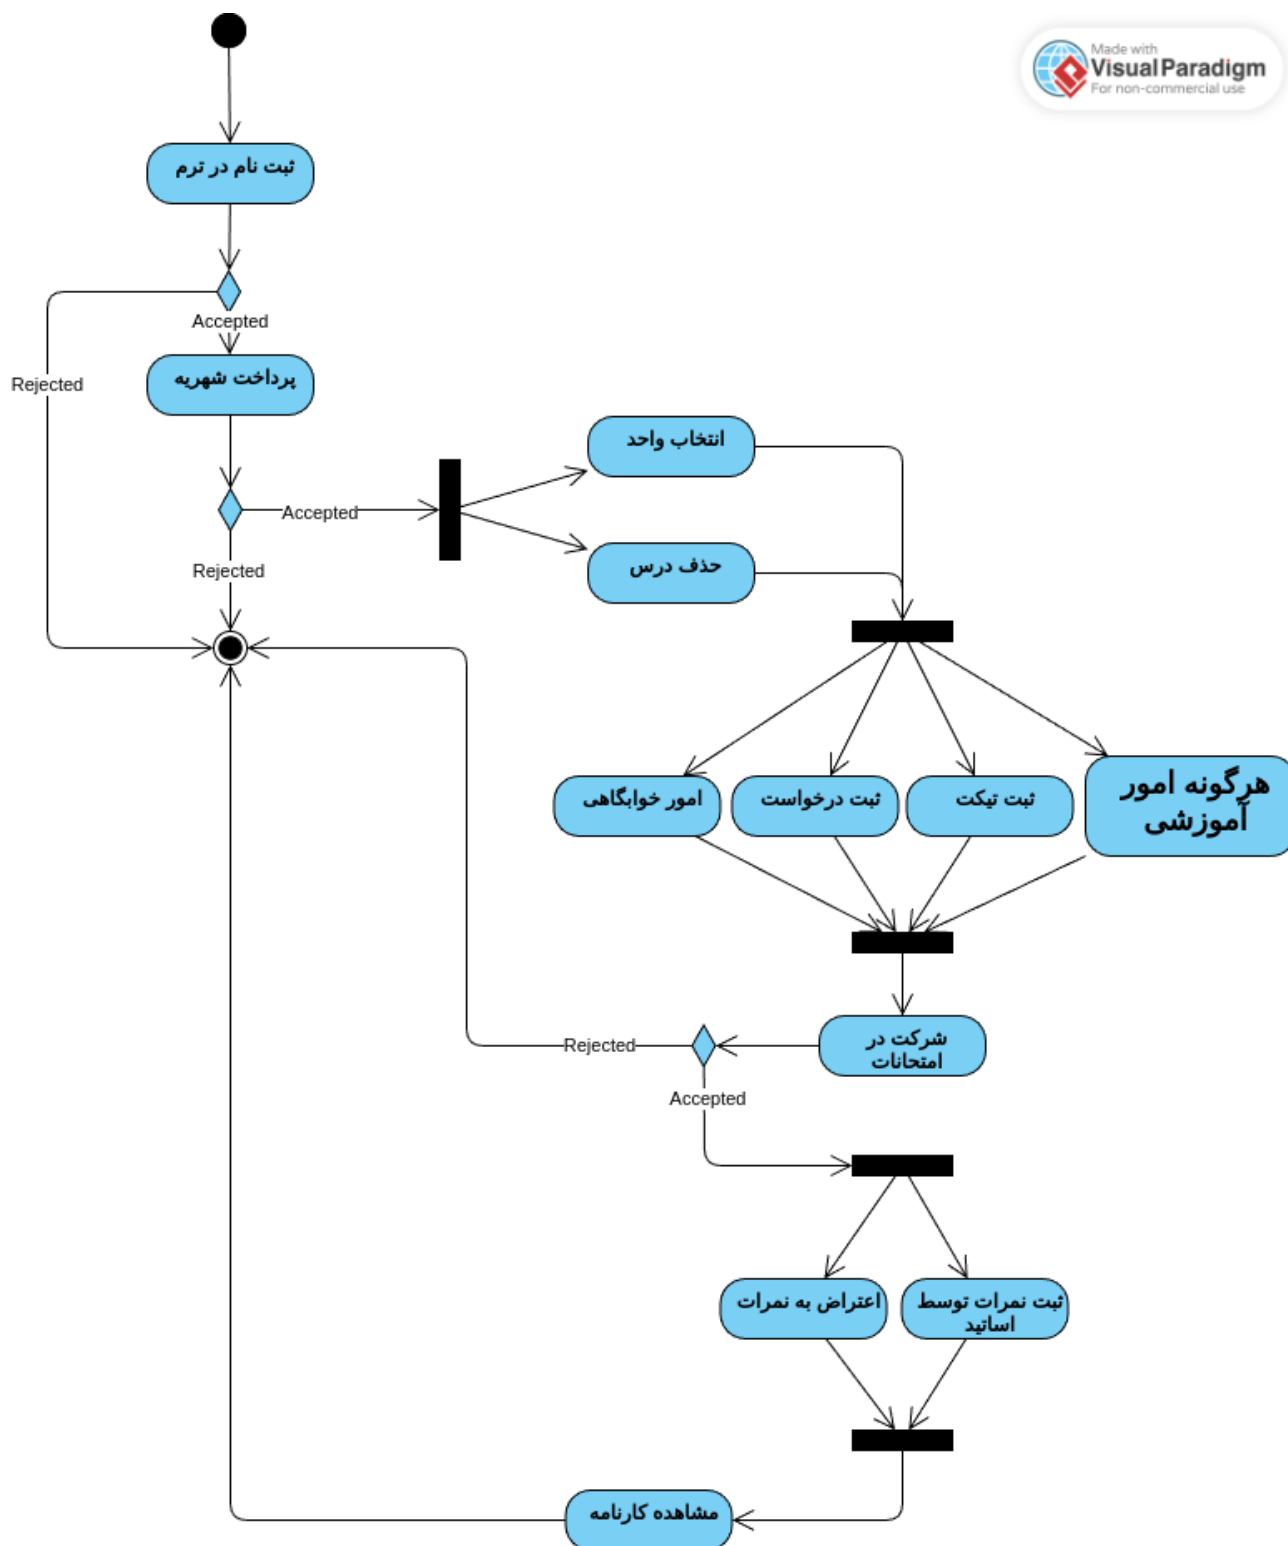 Made with
Visual Paradigm
For non-commercial use
ثبت نام در ترم
Accepted
Rejected
پرداخت شهریه
انتخاب واحد
Accepted
حذف درس
Rejected
هرگونه امور
آموزشی
ثبت تیکت
ثبت درخواست
امور خوابگاهی
شرکت در
امتحانات
Rejected
Accepted
ثبت نمرات توسط
اساتید
اعتراض به نمرات
مشاهده کارنامه